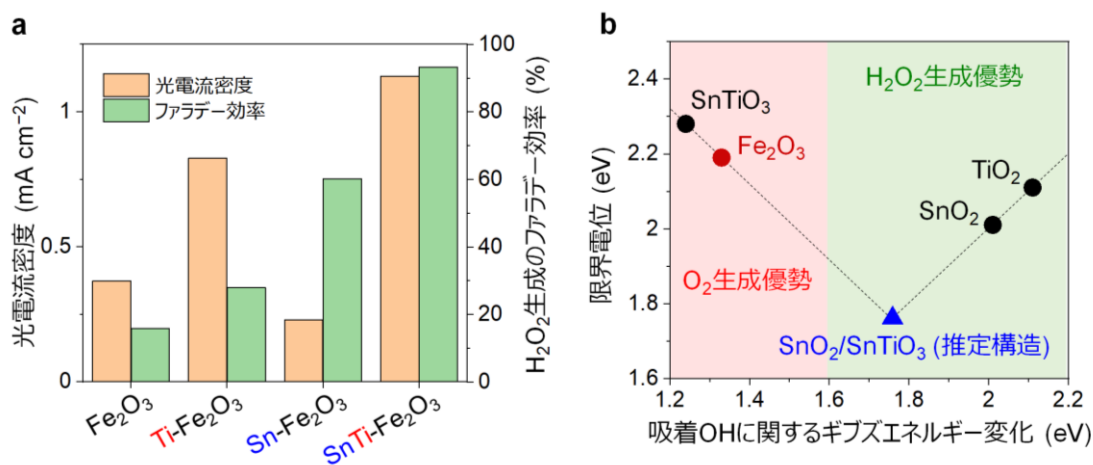 a
光電流密度 (mA cm⁻²)
1
0.5
0
光電流密度
ファラデー効率
100
80
60
40
20
0
H₂O₂生成のファラデー効率 (%)
Fe₂O₃
Ti-Fe₂O₃
Sn-Fe₂O₃
SnTi-Fe₂O₃
b
限界電位 (eV)
2.4
2.2
2
1.8
1.6
H₂O₂生成優勢
SnTiO₃
Fe₂O₃
TiO₂
SnO₂
O₂生成優勢
SnO₂/SnTiO₃ (推定構造)
1.2 1.4 1.6 1.8 2 2.2
吸着OHに関するギブズエネルギー変化 (eV)